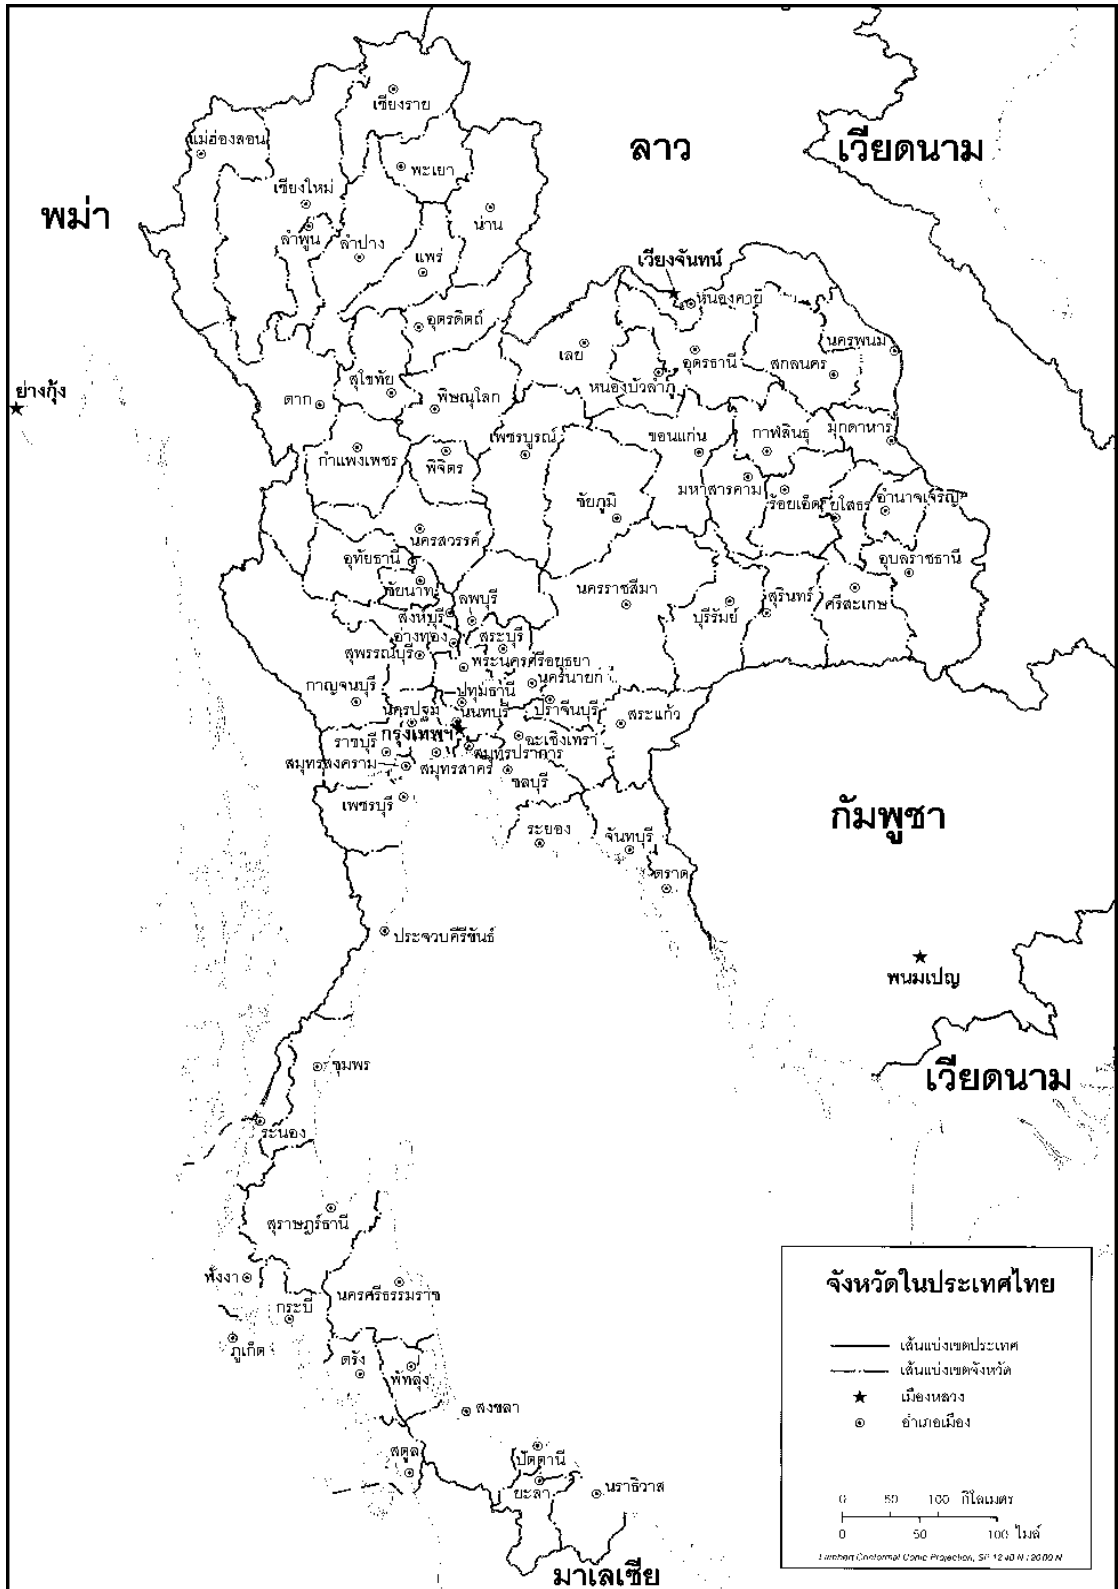 เชียงราย
แม่ฮ่องสอน
ลาว
เวียดนาม
พะเยา
เชียงใหม่
พม่า
น่าน
ลำพูน
ลำปาง
แพร่
เวียงจันทน์
หนองคาย
อุตรดิตถ์
เลย
อุดรธานี
นครพนม
สกลนคร
ย่างกุ้ง
สุโขทัย
หนองบัวลำภู
ตาก
พิษณุโลก
เพชรบูรณ์
ขอนแก่น
กาฬสินธุ์
มุกดาหาร
กำแพงเพชร
พิจิตร
มหาสารคาม
ชัยภูมิ
ร้อยเอ็ด
ยโสธร
อำนาจเจริญ
นครสวรรค์
อุทัยธานี
อุบลราชธานี
ชัยนาท
นครราชสีมา
ลพบุรี
สุรินทร์
ศรีสะเกษ
สิงห์บุรี
บุรีรัมย์
อ่างทอง
สระบุรี
สุพรรณบุรี
พระนครศรีอยุธยา
นครนายก
กาญจนบุรี
ปทุมธานี
นครปฐม
นนทบุรี
ปราจีนบุรี
สระแก้ว
กรุงเทพฯ
ราชบุรี
ฉะเชิงเทรา
สมุทรปราการ
สมุทรสงคราม
สมุทรสาคร
ชลบุรี
เพชรบุรี
กัมพูชา
ระยอง
จันทบุรี
ตราด
ประจวบคีรีขันธ์
พนมเปญ
ชุมพร
เวียดนาม
ระนอง
สุราษฎร์ธานี
พังงา
กระบี่
นครศรีธรรมราช
ภูเก็ต
ตรัง
พัทลุง
สงขลา
สตูล
ปัตตานี
ยะลา
นราธิวาส
มาเลเซีย
จังหวัดในประเทศไทย
เส้นแบ่งเขตประเทศ
เส้นแบ่งเขตจังหวัด
เมืองหลวง
อำเภอเมือง
0 50 100 กิโลเมตร
0 50 100 ไมล์
Lambert Conformal Conic Projection, SP 12 40 N / 20 00 N